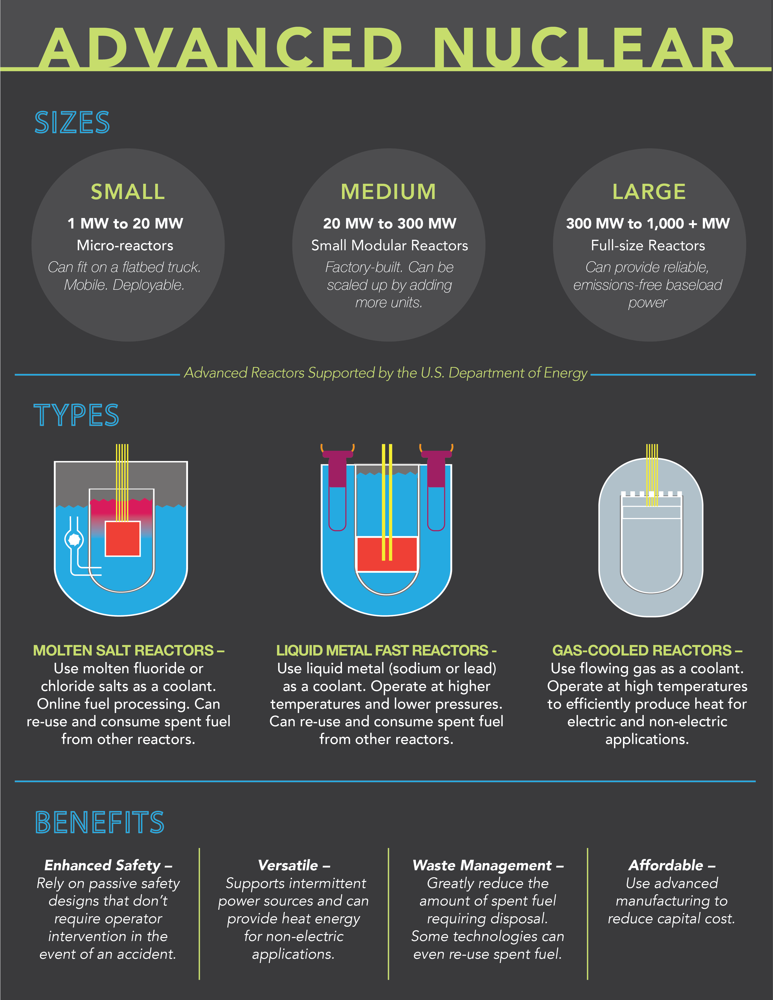 ADVANCED NUCLEAR
SIZES
SMALL
1 MW to 20 MW
Micro-reactors
Can fit on a flatbed truck.
Mobile. Deployable.
MEDIUM
20 MW to 300 MW
Small Modular Reactors
Factory-built. Can be
scaled up by adding
more units.
LARGE
300 MW to 1,000 + MW
Full-size Reactors
Can provide reliable,
emissions-free baseload
power
Advanced Reactors Supported by the U.S. Department of Energy
TYPES
MOLTEN SALT REACTORS –
Use molten fluoride or
chloride salts as a coolant.
Online fuel processing. Can
re-use and consume spent fuel
from other reactors.
LIQUID METAL FAST REACTORS -
Use liquid metal (sodium or lead)
as a coolant. Operate at higher
temperatures and lower pressures.
Can re-use and consume spent fuel
from other reactors.
GAS-COOLED REACTORS –
Use flowing gas as a coolant.
Operate at high temperatures
to efficiently produce heat for
electric and non-electric
applications.
BENEFITS
Enhanced Safety –
Rely on passive safety
designs that don’t
require operator
intervention in the
event of an accident.
Versatile –
Supports intermittent
power sources and can
provide heat energy
for non-electric
applications.
Waste Management –
Greatly reduce the
amount of spent fuel
requiring disposal.
Some technologies can
even re-use spent fuel.
Affordable –
Use advanced
manufacturing to
reduce capital cost.